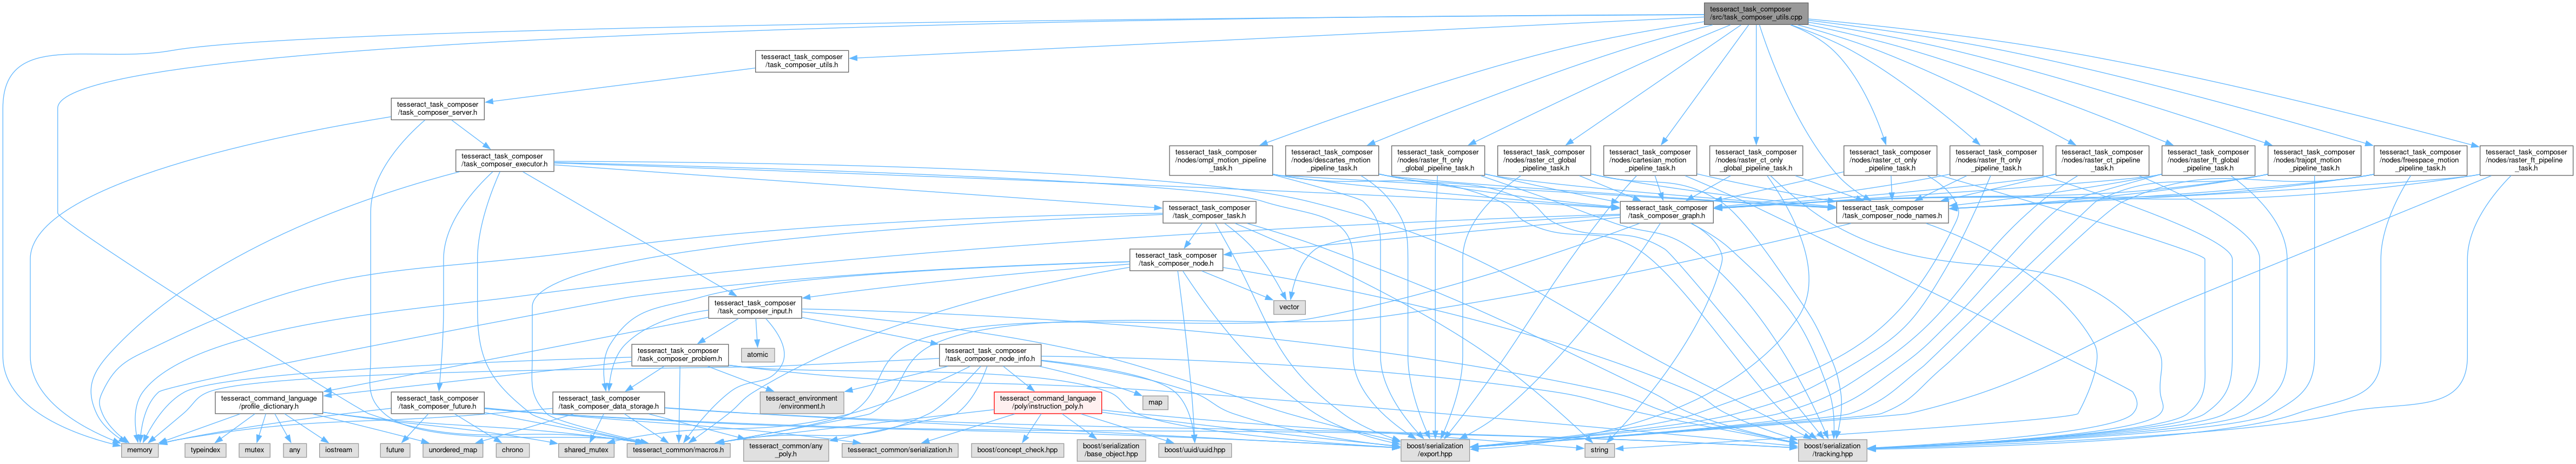 tesseract_task_composer
/src/task_composer_utils.cpp
tesseract_task_composer
/task_composer_utils.h
tesseract_task_composer
/task_composer_server.h
tesseract_task_composer
/task_composer_executor.h
tesseract_task_composer
/nodes/ompl_motion_pipeline
_task.h
tesseract_task_composer
/nodes/descartes_motion
_pipeline_task.h
tesseract_task_composer
/nodes/raster_ft_only
_global_pipeline_task.h
tesseract_task_composer
/nodes/raster_ct_global
_pipeline_task.h
tesseract_task_composer
/nodes/cartesian_motion
_pipeline_task.h
tesseract_task_composer
/nodes/raster_ct_only
_global_pipeline_task.h
tesseract_task_composer
/nodes/raster_ct_only
_pipeline_task.h
tesseract_task_composer
/nodes/raster_ft_only
_pipeline_task.h
tesseract_task_composer
/nodes/raster_ct_pipeline
_task.h
tesseract_task_composer
/nodes/raster_ft_global
_pipeline_task.h
tesseract_task_composer
/nodes/trajopt_motion
_pipeline_task.h
tesseract_task_composer
/nodes/freespace_motion
_pipeline_task.h
tesseract_task_composer
/nodes/raster_ft_pipeline
_task.h
tesseract_task_composer
/task_composer_task.h
tesseract_task_composer
/task_composer_graph.h
tesseract_task_composer
/task_composer_node_names.h
tesseract_task_composer
/task_composer_node.h
tesseract_task_composer
/task_composer_input.h
vector
tesseract_task_composer
/task_composer_problem.h
atomic
tesseract_task_composer
/task_composer_node_info.h
tesseract_command_language
/profile_dictionary.h
tesseract_task_composer
/task_composer_future.h
tesseract_task_composer
/task_composer_data_storage.h
tesseract_environment
/environment.h
tesseract_command_language
/poly/instruction_poly.h
map
memory
typeindex
mutex
any
iostream
future
unordered_map
chrono
shared_mutex
tesseract_common/macros.h
tesseract_common/any
_poly.h
tesseract_common/serialization.h
boost/concept_check.hpp
boost/serialization
/base_object.hpp
boost/uuid/uuid.hpp
boost/serialization
/export.hpp
string
boost/serialization
/tracking.hpp